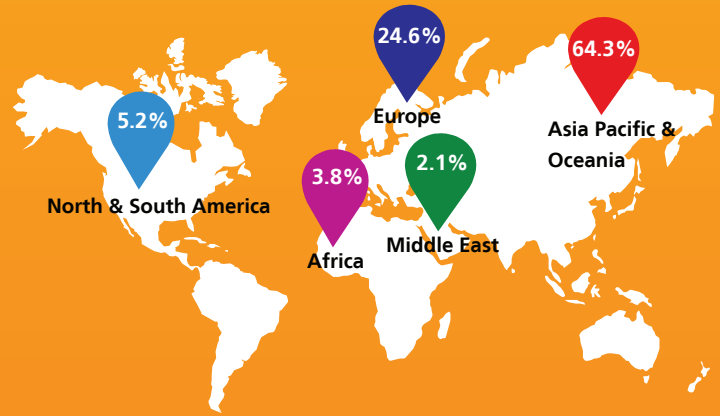 24.6%
Europe
64.3%
Asia Pacific &
Oceania
5.2%
North & South America
3.8%
Africa
2.1%
Middle East